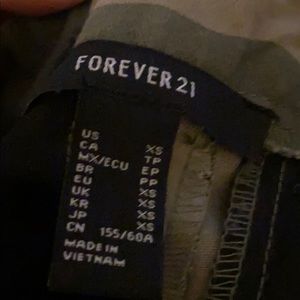 FOREVER 21
US XS
CA TP
MX/ECU EP
BR PP
EU XS
UK XS
KR XS
JP XS
CN 155/60A
MADE IN
VIETNAM